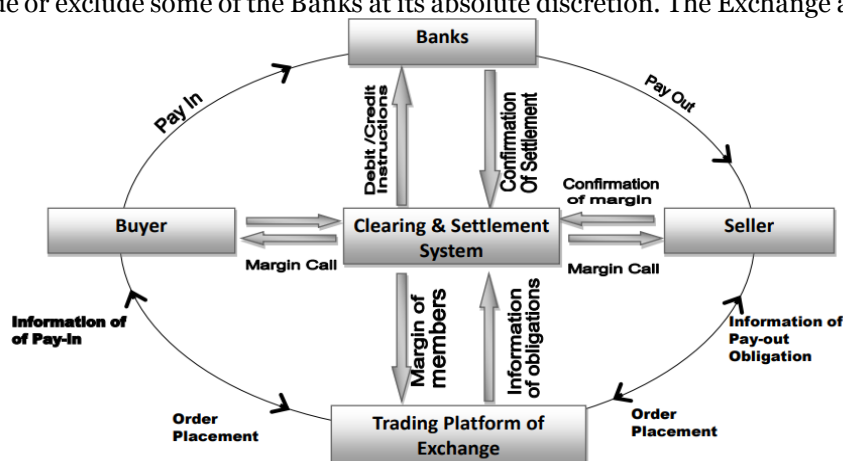 de or exclude some of the Banks at its absolute discretion. The Exchange a
Banks
Pay In
Pay Out
Debit /Credit
Instructions
Confirmation
Of Settlement
Confirmation
of margin
Buyer
Clearing & Settlement
System
Seller
Margin Call
Margin Call
Information of
of Pay-in
Margin of
members
Information
of obligations
Information of
Pay-out
Obligation
Order
Placement
Trading Platform of
Exchange
Order
Placement